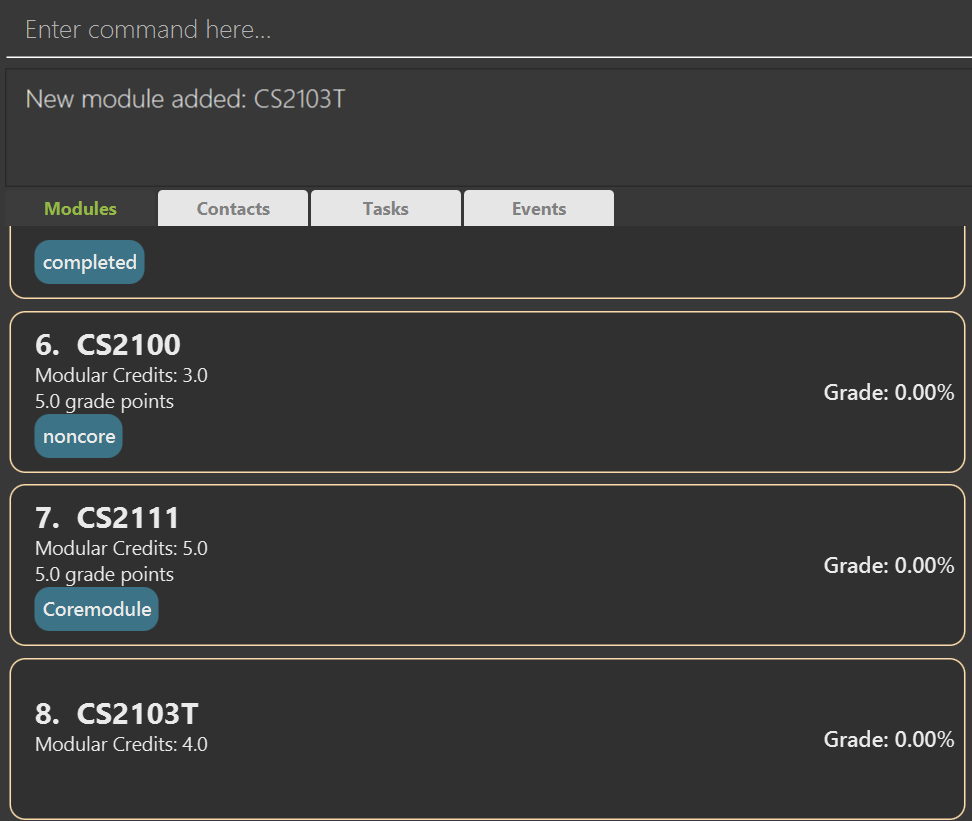 Enter command here...
New module added: CS2103T
Modules Contacts Tasks Events
completed
6. CS2100
Modular Credits: 3.0
5.0 grade points
Grade: 0.00%
noncore
7. CS2111
Modular Credits: 5.0
5.0 grade points
Grade: 0.00%
Coremodule
8. CS2103T
Modular Credits: 4.0
Grade: 0.00%